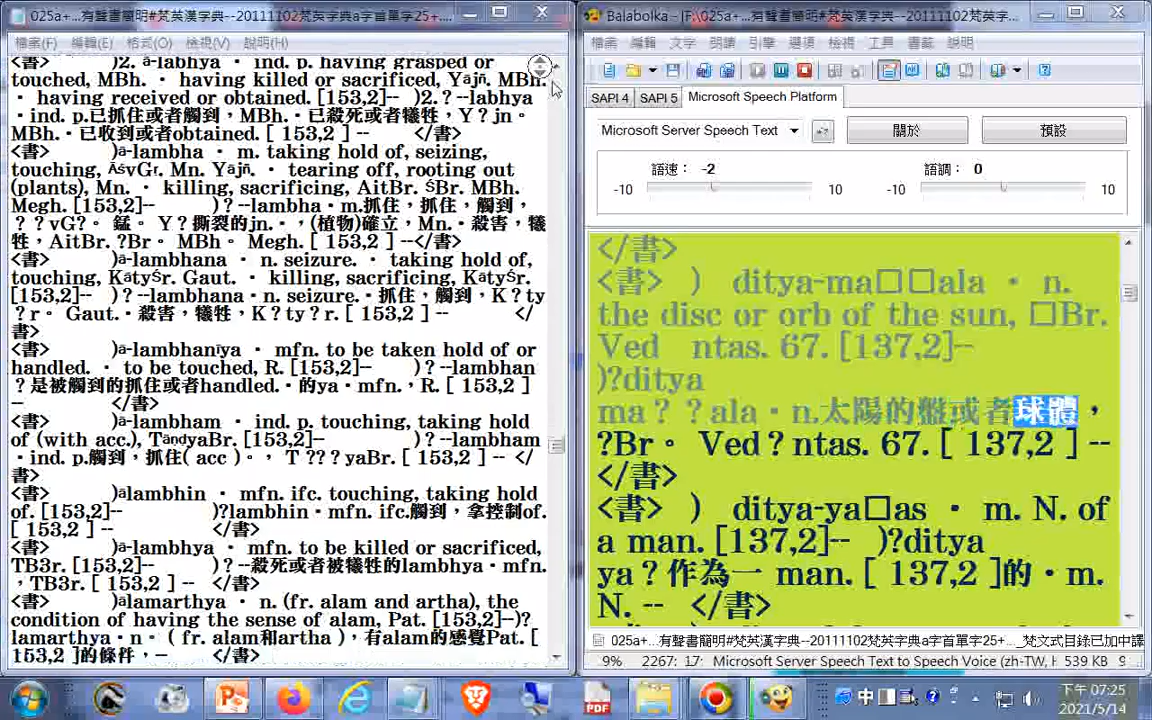 025a+...有聲書簡明#梵英漢字典--20111102梵英字典a字首單字25+...
檔案(F) 編輯(E) 格式(O) 檢視(V) 說明(H)
<書> )2. ā-labhya ‧ ind. p. having grasped or
touched, MBh. ‧ having killed or sacrificed, Yājñ. MBh.
‧ having received or obtained. [153,2]-- )2.？--labhya
‧ind. p.已抓住或者觸到，MBh.‧已殺死或者犧牲，Y？jn。
MBh.‧已收到或者obtained. [ 153,2 ] -- </書>
<書> )ā-lambha ‧ m. taking hold of, seizing,
touching, ĀśvGṛ. Mn. Yājñ. ‧ tearing off, rooting out
(plants), Mn. ‧ killing, sacrificing, AitBr. ŚBr. MBh.
Megh. [153,2]-- )？--lambha‧m.抓住，抓住，觸到，
？？vG?。 錳。 Y？撕裂的jn.‧，(植物)確立，Mn.‧殺害，犧
牲，AitBr. ?Br。 MBh。 Megh. [ 153,2 ] --</書>
<書> )ā-lambhana ‧ n. seizure. ‧ taking hold of,
touching, KātyŚr. Gaut. ‧ killing, sacrificing, KātyŚr.
[153,2]-- )？--lambhana‧n. seizure.‧抓住，觸到，K？ty
？r。 Gaut.‧殺害，犧牲，K？ty？r. [ 153,2 ] -- </
書>
<書> )ā-lambhanīya ‧ mfn. to be taken hold of or
handled. ‧ to be touched, R. [153,2]-- )？--lambhan
？是被觸到的抓住或者handled.‧的ya‧mfn.，R. [ 153,2 ]
-- </書>
<書> )ā-lambham ‧ ind. p. touching, taking hold
of (with acc.), TāṇḍyaBr. [153,2]-- )？--lambham
‧ind. p.觸到，抓住( acc )。， T ???yaBr. [ 153,2 ] -- </
書>
<書> )ālambhin ‧ mfn. ifc. touching, taking hold
of. [153,2]-- )?lambhin‧mfn. ifc.觸到，拿控制of.
[ 153,2 ] -- </書>
<書> )ā-lambhya ‧ mfn. to be killed or sacrificed,
TB3r. [153,2]-- )？--殺死或者被犧牲的lambhya‧mfn.
，TB3r. [ 153,2 ] -- </書>
<書> )ālamarthya ‧ n. (fr. alam and artha), the
condition of having the sense of alam, Pat. [153,2]--)?
lamarthya‧n‧ ( fr. alam和artha )，有alam的感覺Pat. [
153,2 ]的條件，-- </書>
Balabolka - [F:\025a+...有聲書簡明#梵英漢字典--20111102梵英字...
檔案 編輯 文字 朗讀 引擎 選項 檢視 工具 書籤 說明
SAPI 4 SAPI 5 Microsoft Speech Platform
Microsoft Server Speech Text 關於 預設
語速： -2 語調： 0
-10 10 -10 10
</書>
<書> ) ditya-ma□□ala ‧ n.
the disc or orb of the sun, □Br.
Ved ntas. 67. [137,2]--
)?ditya
ma？？ala‧n.太陽的盤或者球體，
?Br。 Ved？ntas. 67. [ 137,2 ] --
</書>
<書> ) ditya-ya□as ‧ m. N. of
a man. [137,2]-- )?ditya
ya？作為一 man. [ 137,2 ]的‧m.
N. -- </書>
025a+...有聲書簡明#梵英漢字典--20111102梵英字典a字首單字25+..._梵文式目錄已加中譯
9% 2267: 17: Microsoft Server Speech Text to Speech Voice (zh-TW, H 539 KB 9
中
下午 07:25
2021/5/14